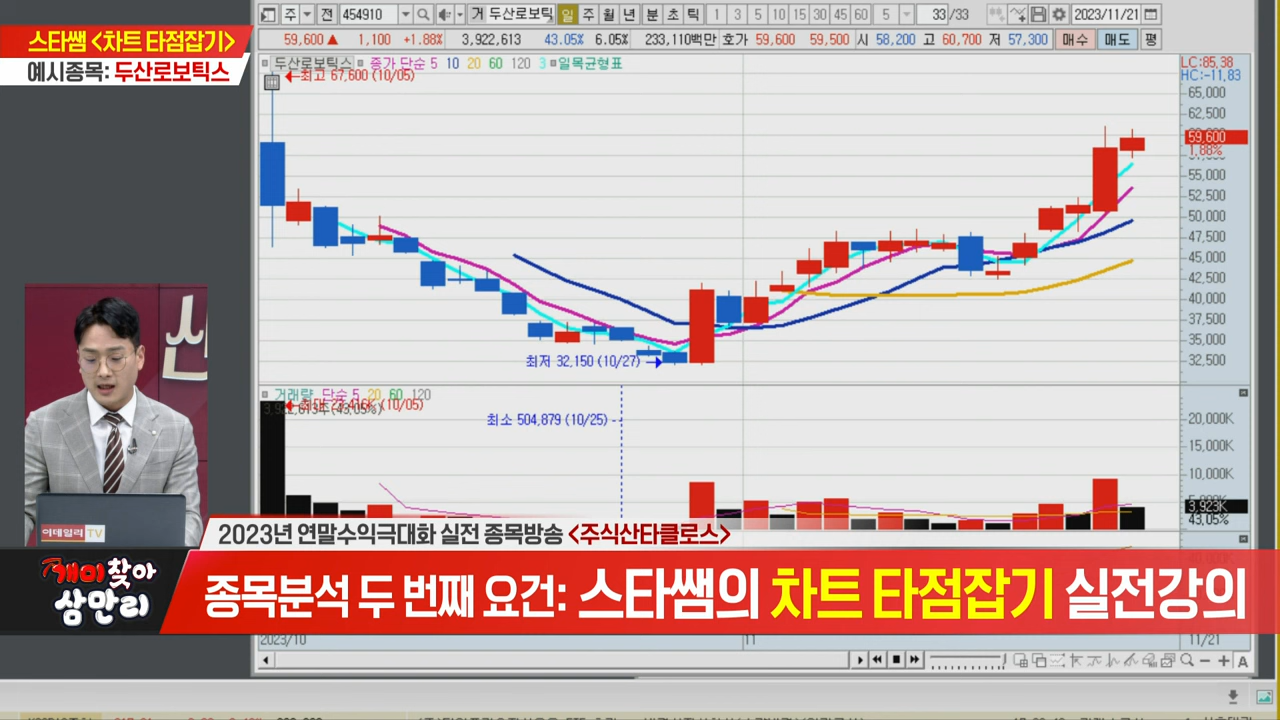 스타쌤 <차트 타점잡기>
예시종목: 두산로보틱스
주 전 454910 거 두산로보틱 일 주 월 년 분 초 틱 1 3 5 10 15 30 45 60 5 33 /33 2023/11/21
59,600 ▲ 1,100 +1.88% 3,922,613 43.05% 6.05% 233,110백만 호가 59,600 59,500 시 58,200 고 60,700 저 57,300 매수 매도 평
두산로보틱스 종가 단순 5 10 20 60 120 3 일목균형표
최고 67,600 (10/05)
LC:85.38
HC:-11.83
65,000
62,500
59,600
1.88%
55,000
52,500
50,000
47,500
45,000
42,500
40,000
37,500
35,000
32,500
최저 32,150 (10/27)
거래량 단순 5 20 60 120
3,922,613주(43.05%)
최소 504,879 (10/25)
20,000K
15,000K
10,000K
5,000K
3,923K
43.05%
이데일리TV
2023년 연말수익극대화 실전 종목방송 <주식산타클로스>
개미찾아
삼만리
종목분석 두 번째 요건: 스타쌤의 차트 타점잡기 실전강의
2023/10 11 11/21
A